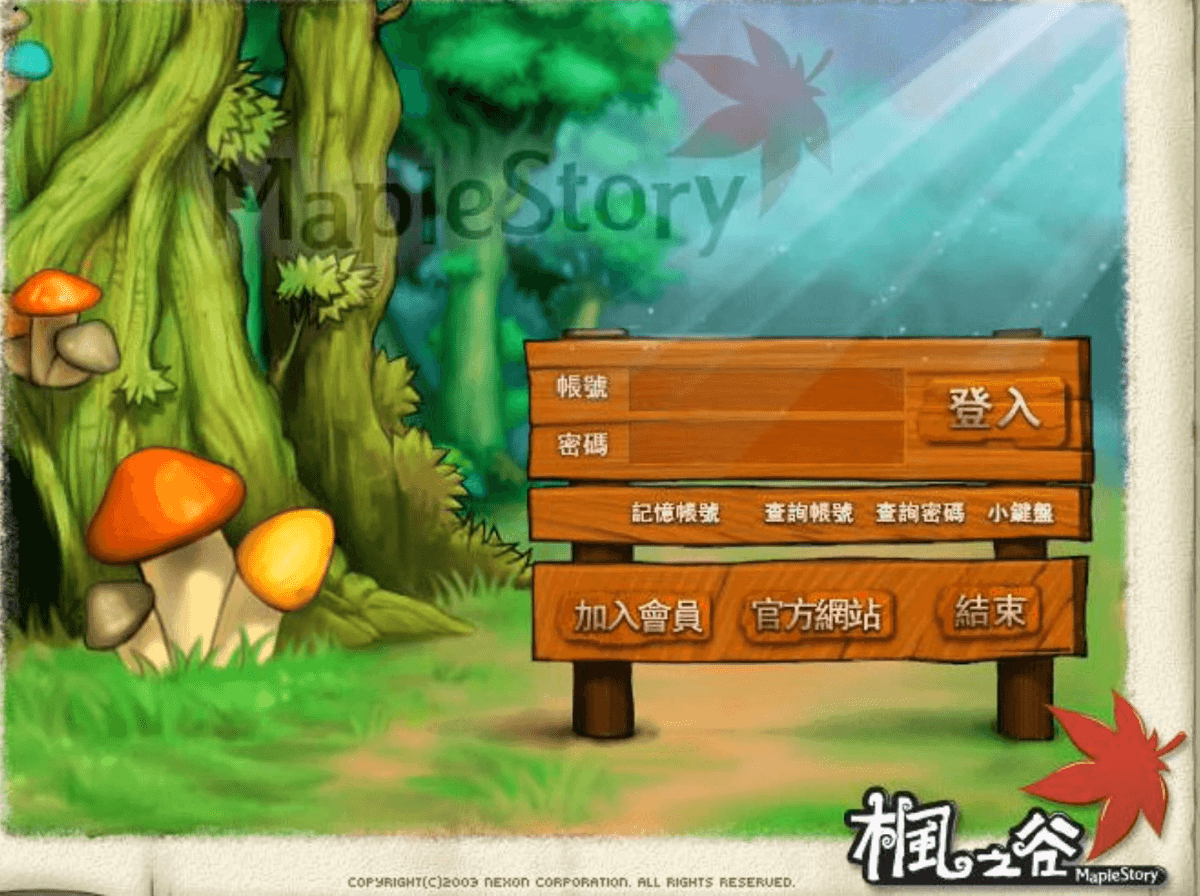 MapleStory
帳號
登入
密碼
記憶帳號 查詢帳號 查詢密碼 小鍵盤
加入會員 官方網站 結束
楓之谷
MapleStory
COPYRIGHT(C)2003 NEXON CORPORATION. ALL RIGHTS RESERVED.